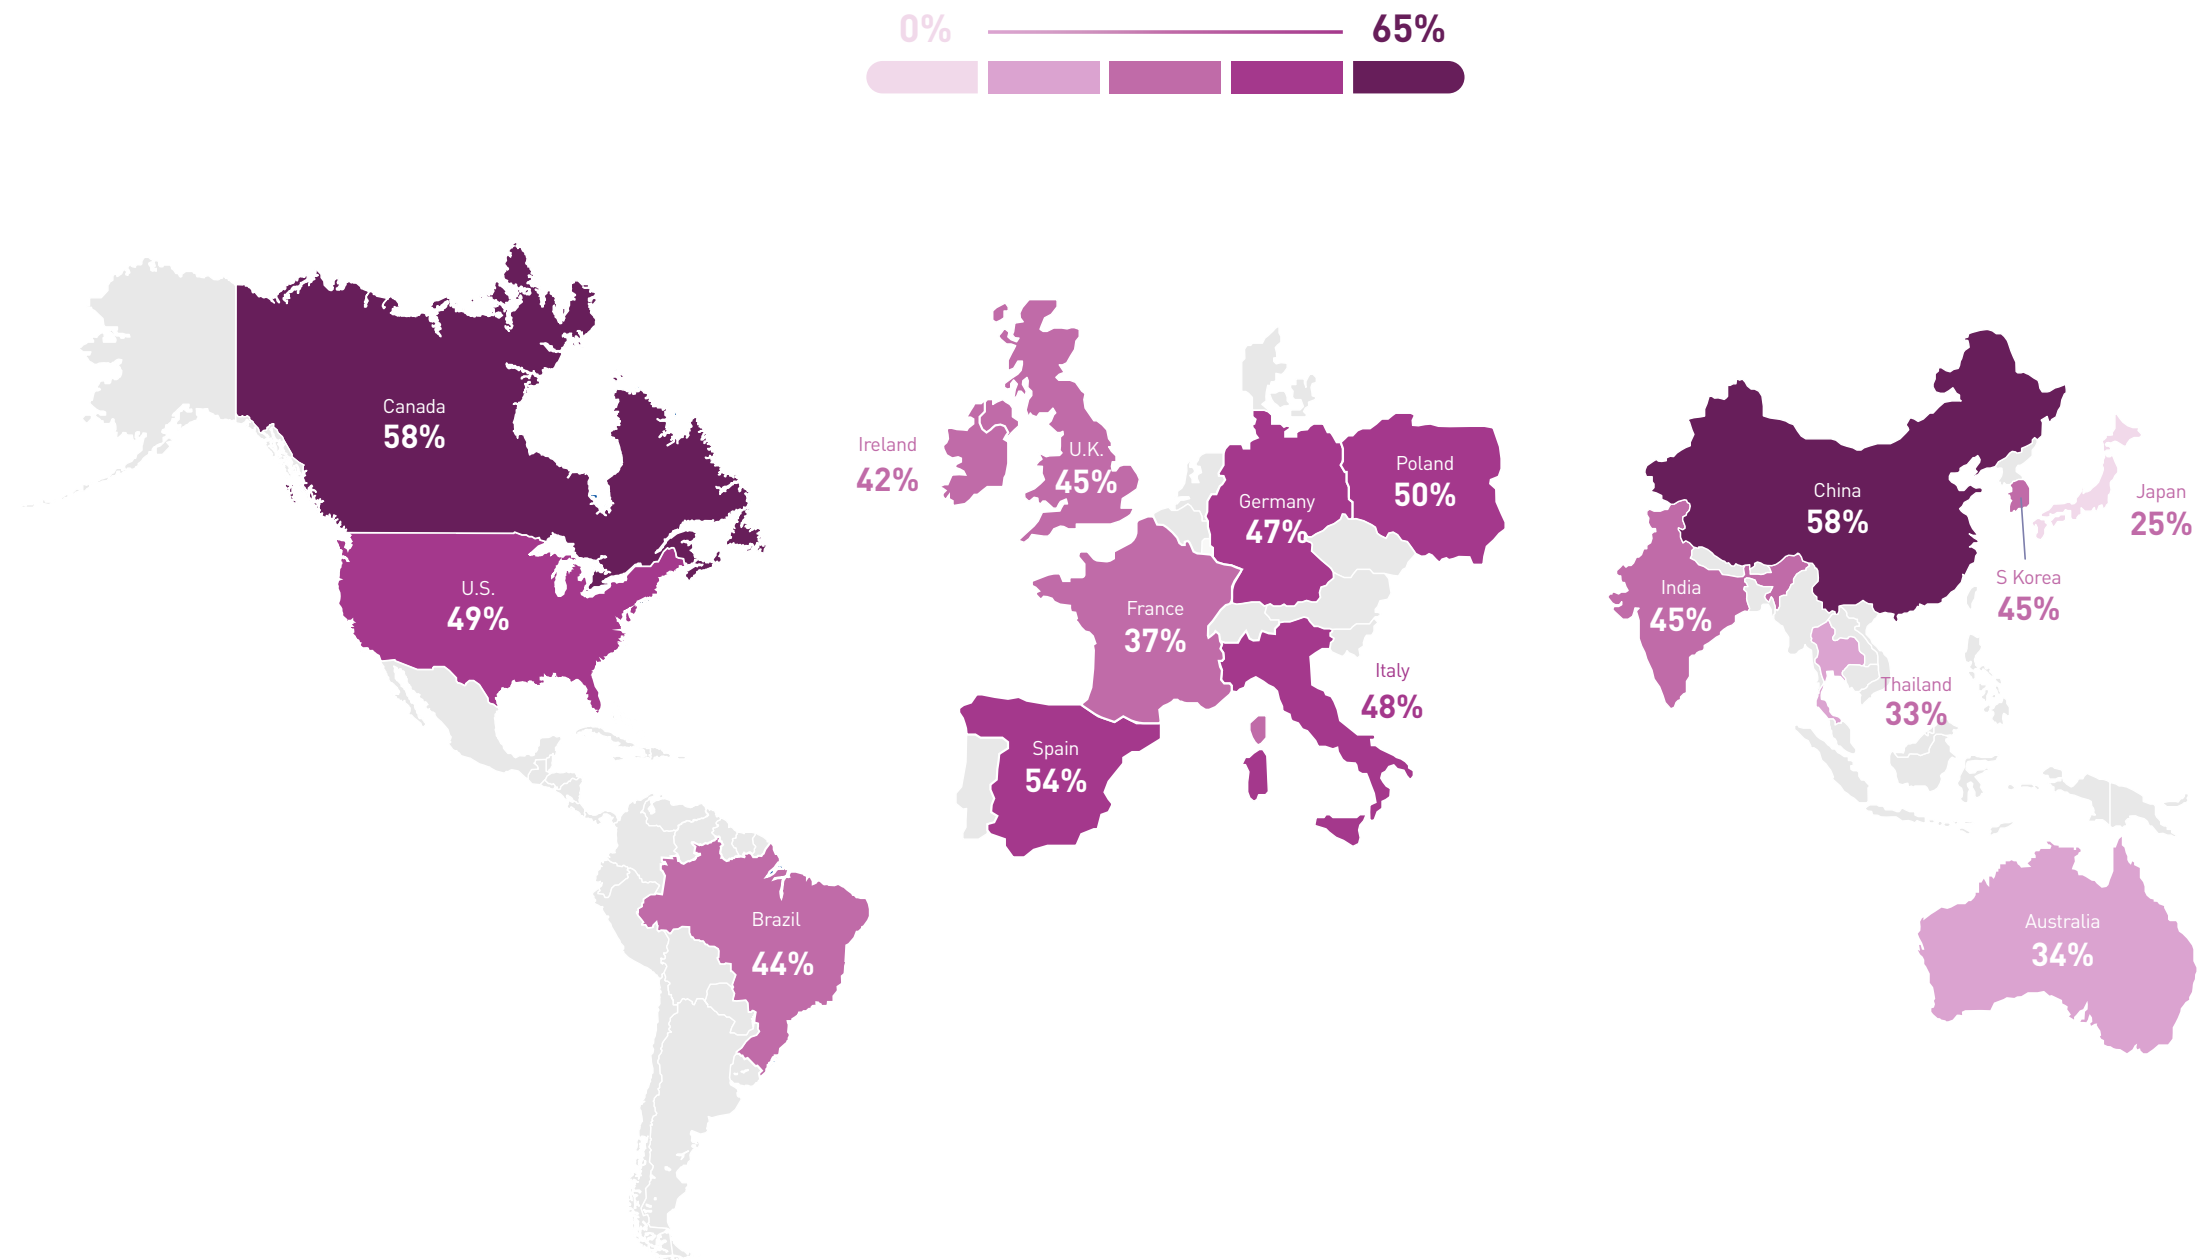 0%
65%
Canada
58%
U.S.
49%
Brazil
44%
Ireland
42%
U.K.
45%
Germany
47%
Poland
50%
France
37%
Italy
48%
Spain
54%
China
58%
India
45%
Japan
25%
S Korea
45%
Thailand
33%
Australia
34%